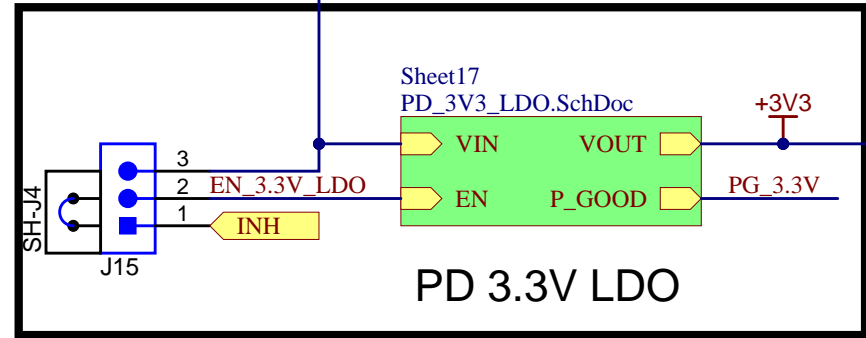 Sheet17
PD_3V3_LDO.SchDoc
+3V3
VIN VOUT
3
2 EN_3.3V_LDO EN P_GOOD PG_3.3V
1 INH
SH-J4
J15
PD 3.3V LDO